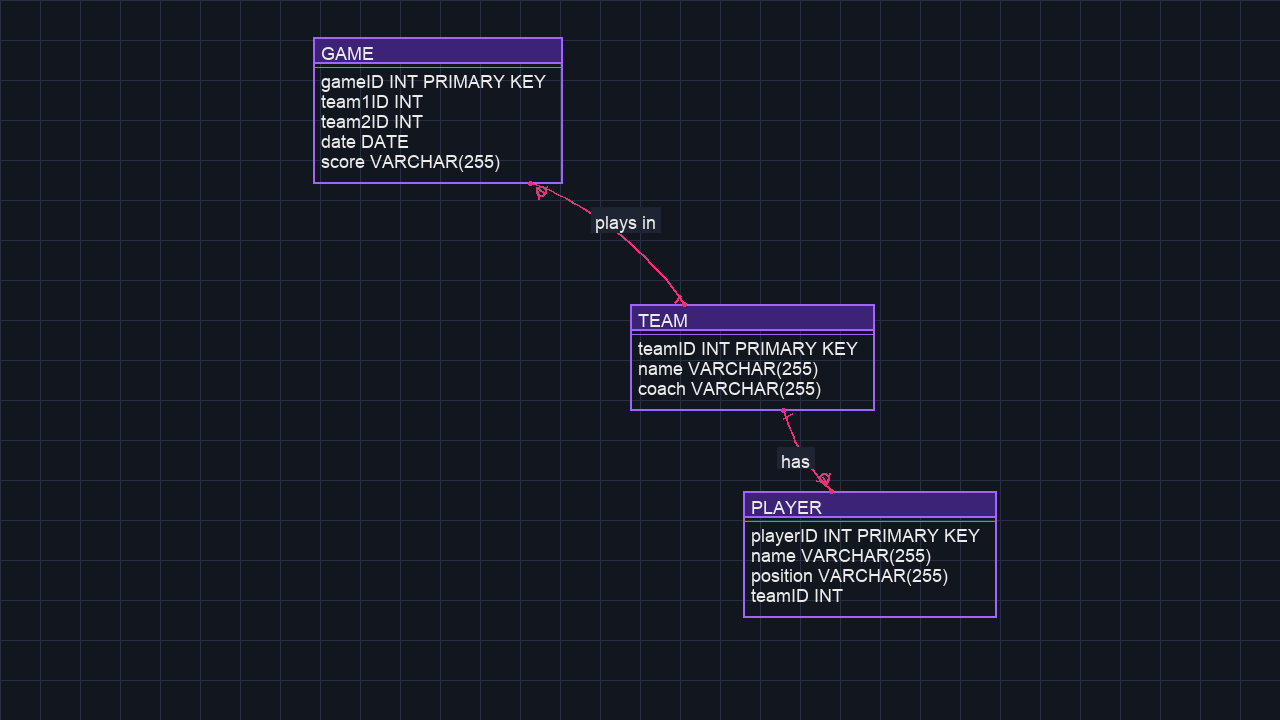 GAME
gameID INT PRIMARY KEY
team1ID INT
team2ID INT
date DATE
score VARCHAR(255)
plays in
TEAM
teamID INT PRIMARY KEY
name VARCHAR(255)
coach VARCHAR(255)
has
PLAYER
playerID INT PRIMARY KEY
name VARCHAR(255)
position VARCHAR(255)
teamID INT